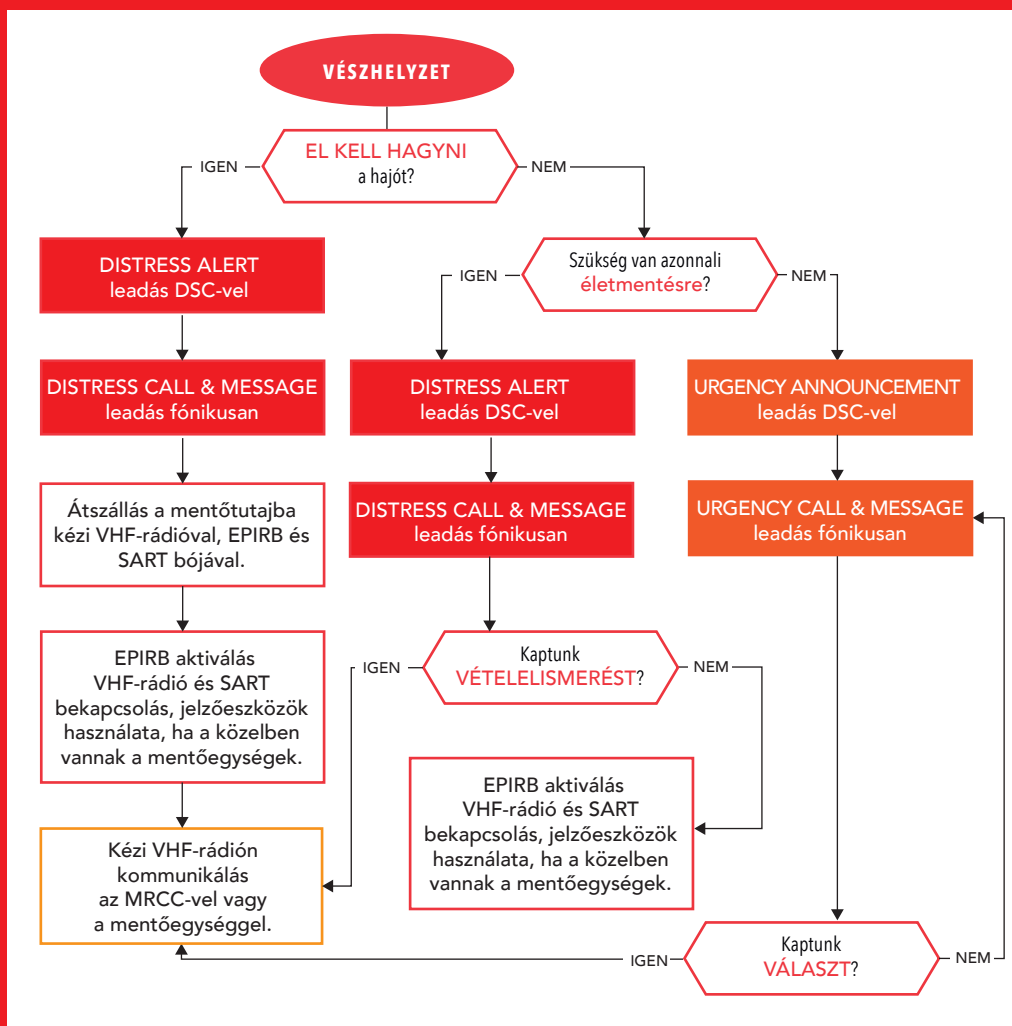 VÉSZHELYZET
EL KELL HAGYNI
a hajót?
IGEN
NEM
DISTRESS ALERT
leadás DSC-vel
Szükség van azonnali
életmentésre?
IGEN
NEM
DISTRESS CALL & MESSAGE
leadás fónikusan
DISTRESS ALERT
leadás DSC-vel
URGENCY ANNOUNCEMENT
leadás DSC-vel
Átszállás a mentőtutajba
kézi VHF-rádióval, EPIRB és
SART bójával.
DISTRESS CALL & MESSAGE
leadás fónikusan
URGENCY CALL & MESSAGE
leadás fónikusan
EPIRB aktiválás
VHF-rádió és SART
bekapcsolás, jelzőeszközök
használata, ha a közelben
vannak a mentőegységek.
Kaptunk
VÉTELELISMERÉST?
IGEN
NEM
EPIRB aktiválás
VHF-rádió és SART
bekapcsolás, jelzőeszközök
használata, ha a közelben
vannak a mentőegységek.
Kézi VHF-rádión
kommunikálás
az MRCC-vel vagy
a mentőegységgel.
Kaptunk
VÁLASZT?
IGEN
NEM